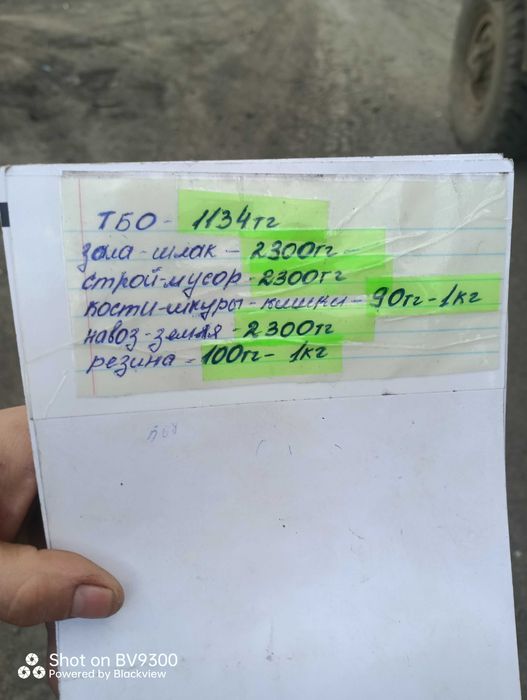 ТБО - 1134тг
зола-шлак - 2300тг -
строй-мусор - 2300тг
кости-шкуры-кишки - 90тг - 1кг
навоз-земля - 2300тг
резина - 100тг - 1кг
Shot on BV9300
Powered by Blackview